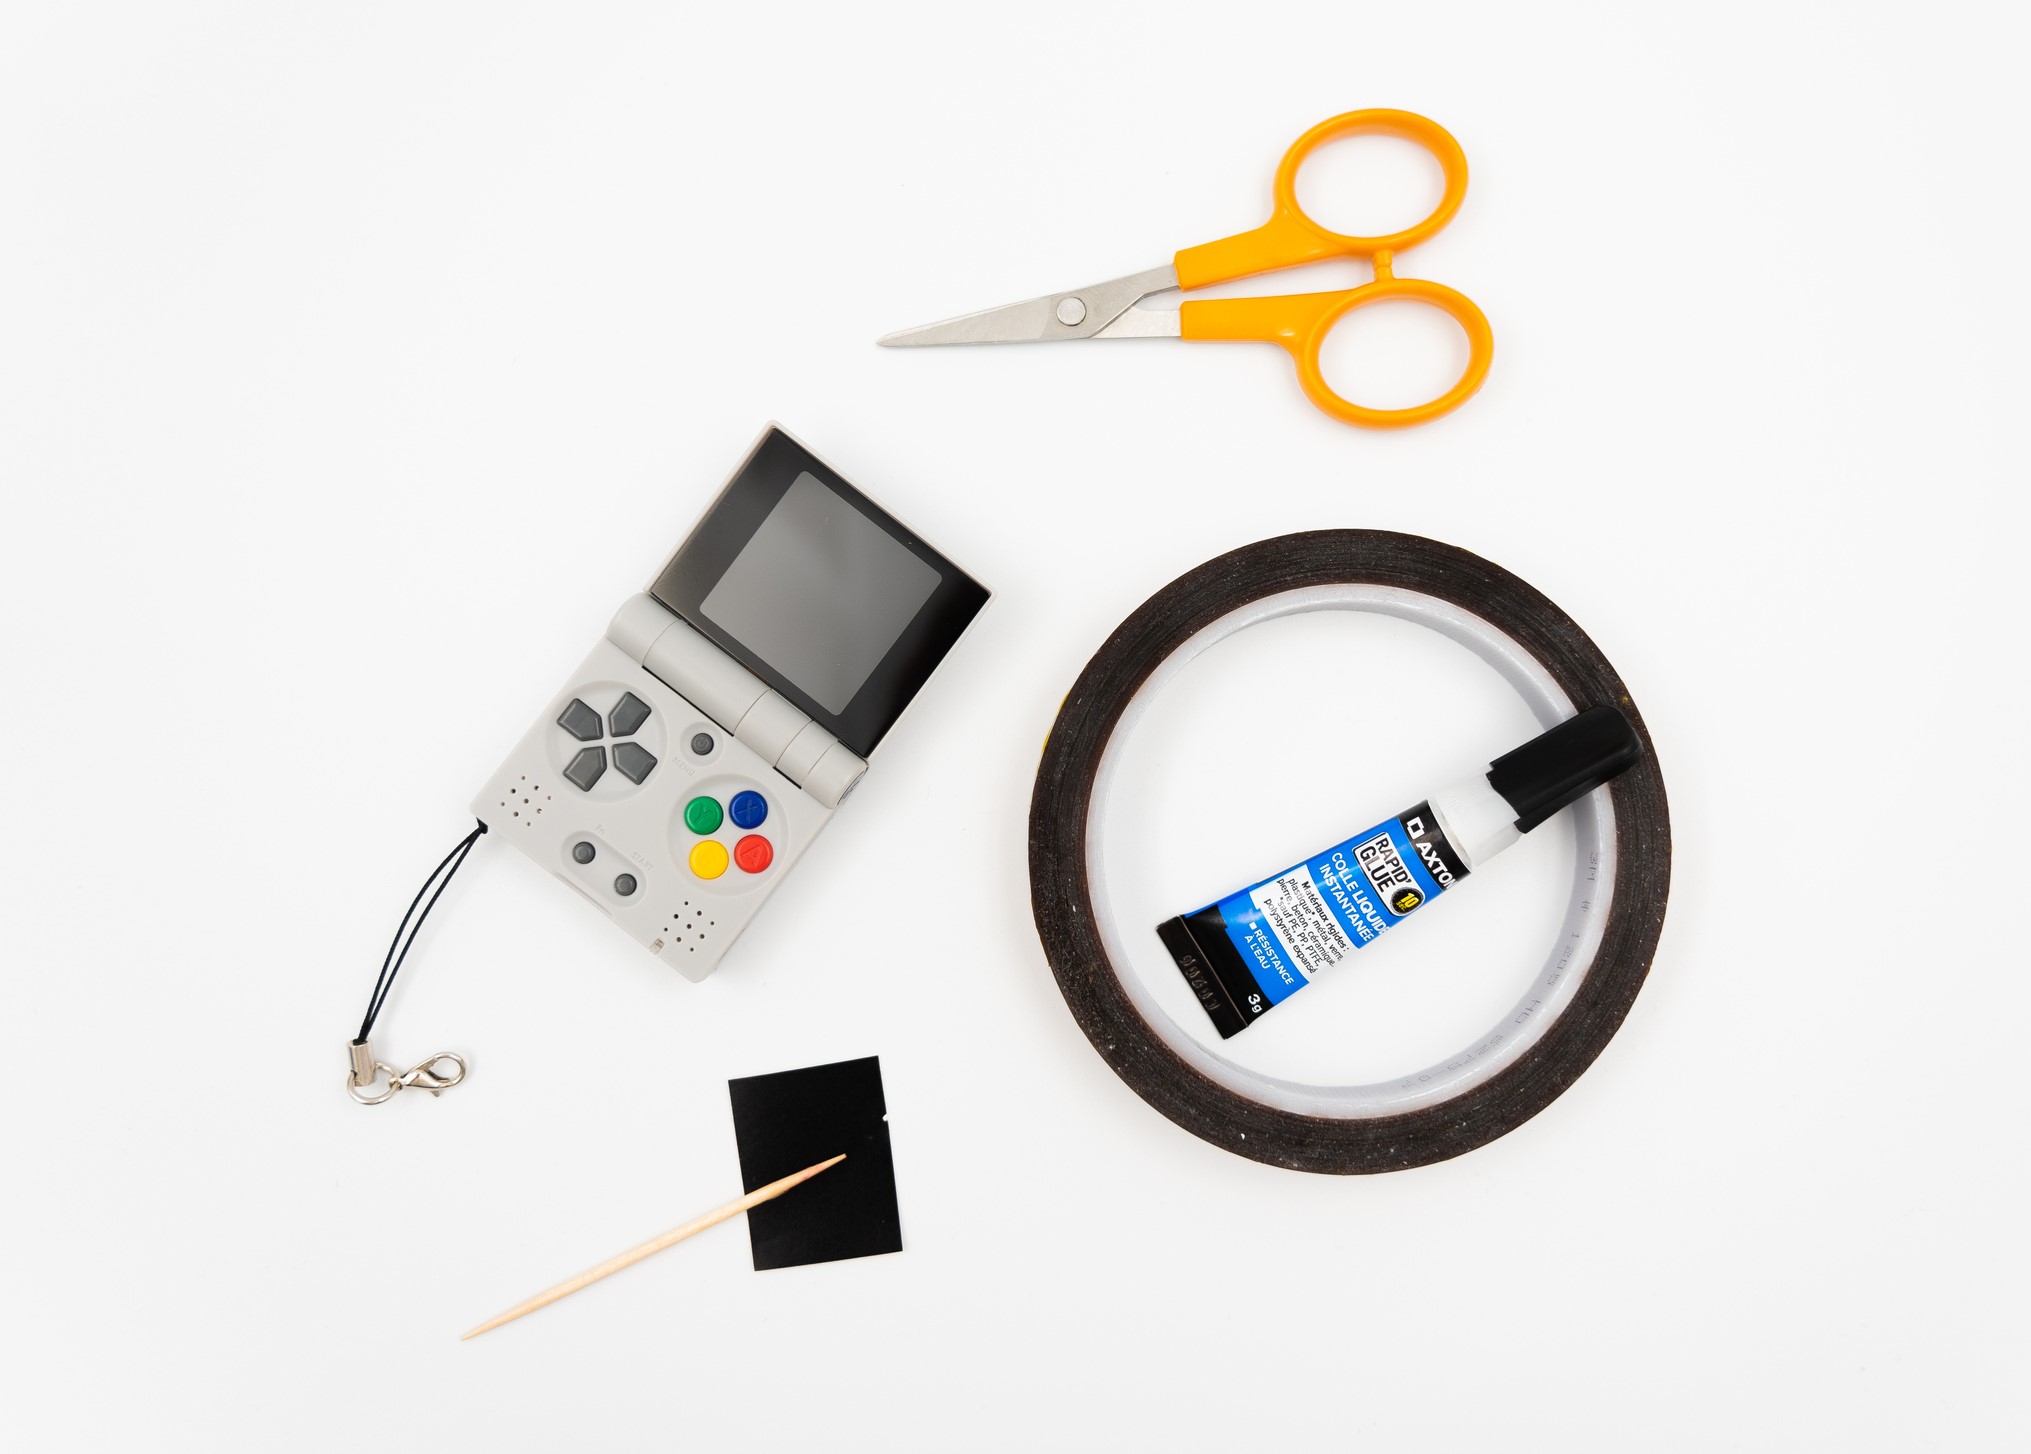 START
Fn
Y
X
A
AXTON
RAPID'
GLUE
10
COLLE LIQUIDE
INSTANTANÉE
Matériaux rigides :
plastique*, métal, verre,
pierre, béton, céramique.
*sauf PE, PP, PTFE,
polystyrène expansé
RÉSISTANCE
À L'EAU
3g